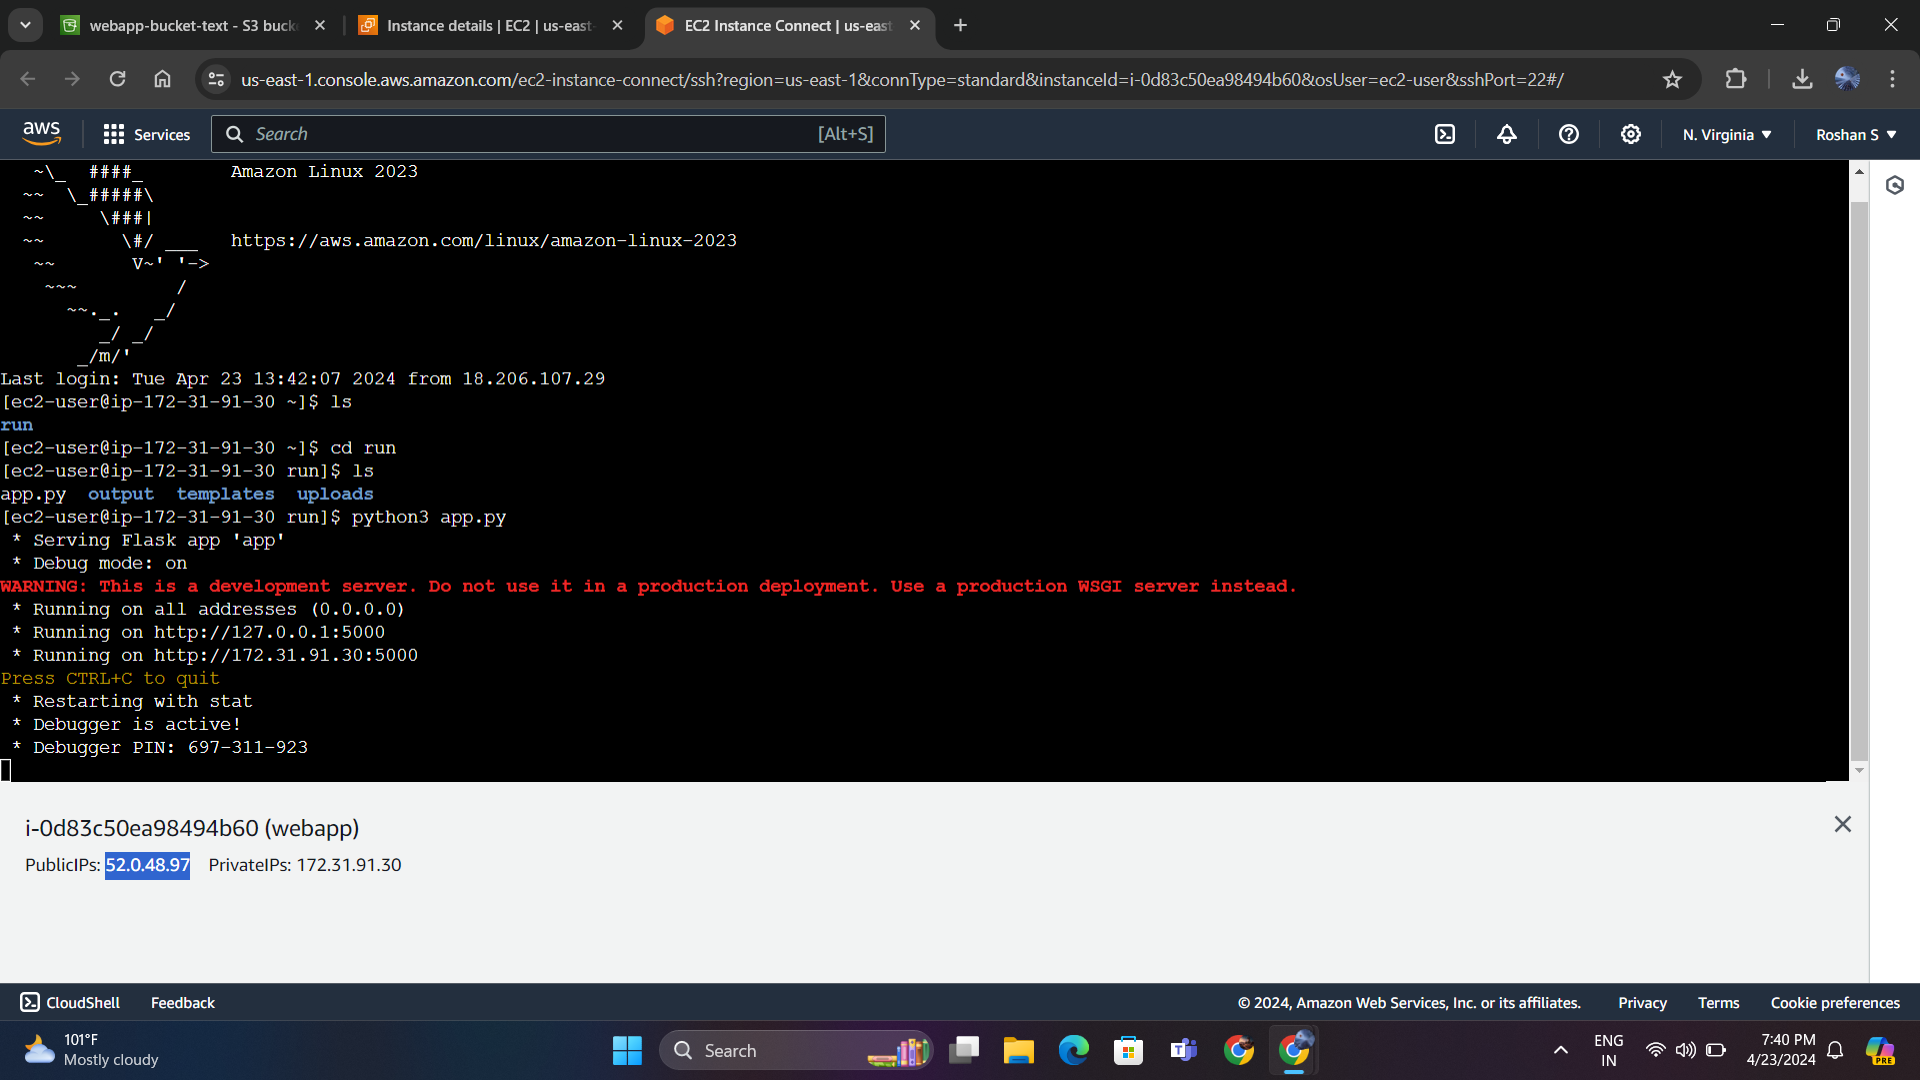 webapp-bucket-text - S3 buck
Instance details | EC2 | us-east-
EC2 Instance Connect | us-east
us-east-1.console.aws.amazon.com/ec2-instance-connect/ssh?region=us-east-1&connType=standard&instanceId=i-0d83c50ea98494b60&osUser=ec2-user&sshPort=22#/
aws
Services
Search
[Alt+S]
N. Virginia
Roshan S
   ~\_  ####_        Amazon Linux 2023
  ~~  \_#####\
  ~~     \###|
  ~~       \#/ ___   https://aws.amazon.com/linux/amazon-linux-2023
   ~~       V~' '->
    ~~~         /
      ~~._.   _/
         _/ _/
       _/m/'
Last login: Tue Apr 23 13:42:07 2024 from 18.206.107.29
[ec2-user@ip-172-31-91-30 ~]$ ls
run
[ec2-user@ip-172-31-91-30 ~]$ cd run
[ec2-user@ip-172-31-91-30 run]$ ls
app.py  output  templates  uploads
[ec2-user@ip-172-31-91-30 run]$ python3 app.py
 * Serving Flask app 'app'
 * Debug mode: on
WARNING: This is a development server. Do not use it in a production deployment. Use a production WSGI server instead.
 * Running on all addresses (0.0.0.0)
 * Running on http://127.0.0.1:5000
 * Running on http://172.31.91.30:5000
Press CTRL+C to quit
 * Restarting with stat
 * Debugger is active!
 * Debugger PIN: 697-311-923
i-0d83c50ea98494b60 (webapp)
PublicIPs: 52.0.48.97   PrivateIPs: 172.31.91.30
CloudShell
Feedback
© 2024, Amazon Web Services, Inc. or its affiliates.
Privacy
Terms
Cookie preferences
101°F
Mostly cloudy
Search
ENG
IN
7:40 PM
4/23/2024
PRE